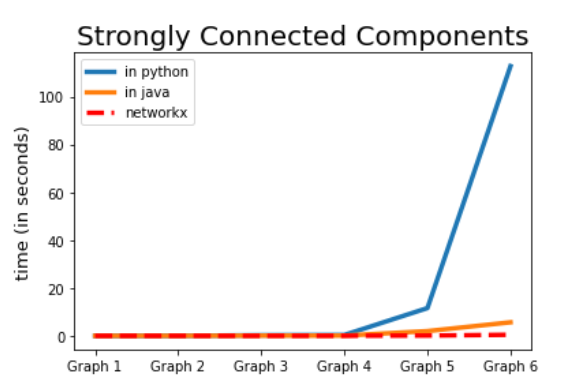 Strongly Connected Components
in python
in java
networkx
time (in seconds)
100
80
60
40
20
0
Graph 1 Graph 2 Graph 3 Graph 4 Graph 5 Graph 6